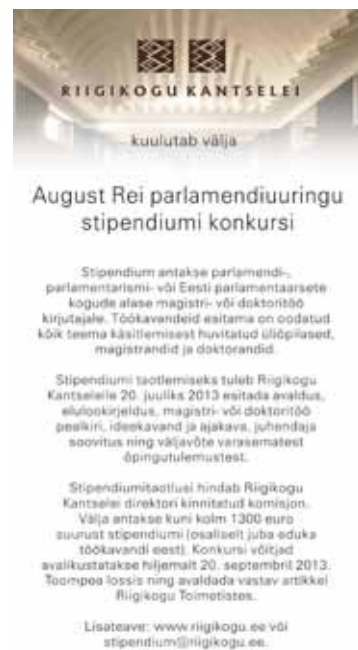 RIIGIKOGU KANTSELEI
kuulutab välja
August Rei parlamendiuuringu
stipendiumi konkursi
Stipendium antakse parlamendi-,
parlamentarismi- või Eesti parlamentaarsete
kogude alase magistri- või doktoritöö
kirjutajale. Töökavandeid esitama on oodatud
kõik teema käsitlemisest huvitatud üliõpilased,
magistrandid ja doktorandid.
Stipendiumi taotlemiseks tuleb Riigikogu
Kantseleile 20. juuliks 2013 esitada avaldus,
elulookirjeldus, magistri- või doktoritöö
pealkiri, ideekavand ja ajakava, juhendaja
soovitus ning väljavõte varasematest
õpingutulemustest.
Stipendiumitaotlusi hindab Riigikogu
Kantselei direktori kinnitatud komisjon.
Välja antakse kuni kolm 1300 euro
suurust stipendiumi (osaliselt juba eduka
töökavandi eest). Konkursi võitjad
avalikustatakse hiljemalt 20. septembril 2013
Toompea lossis ning avaldada vastav artikkel
Riigikogu Toimetistes.
Lisateave: www.riigikogu.ee või
stipendium@riigikogu.ee.